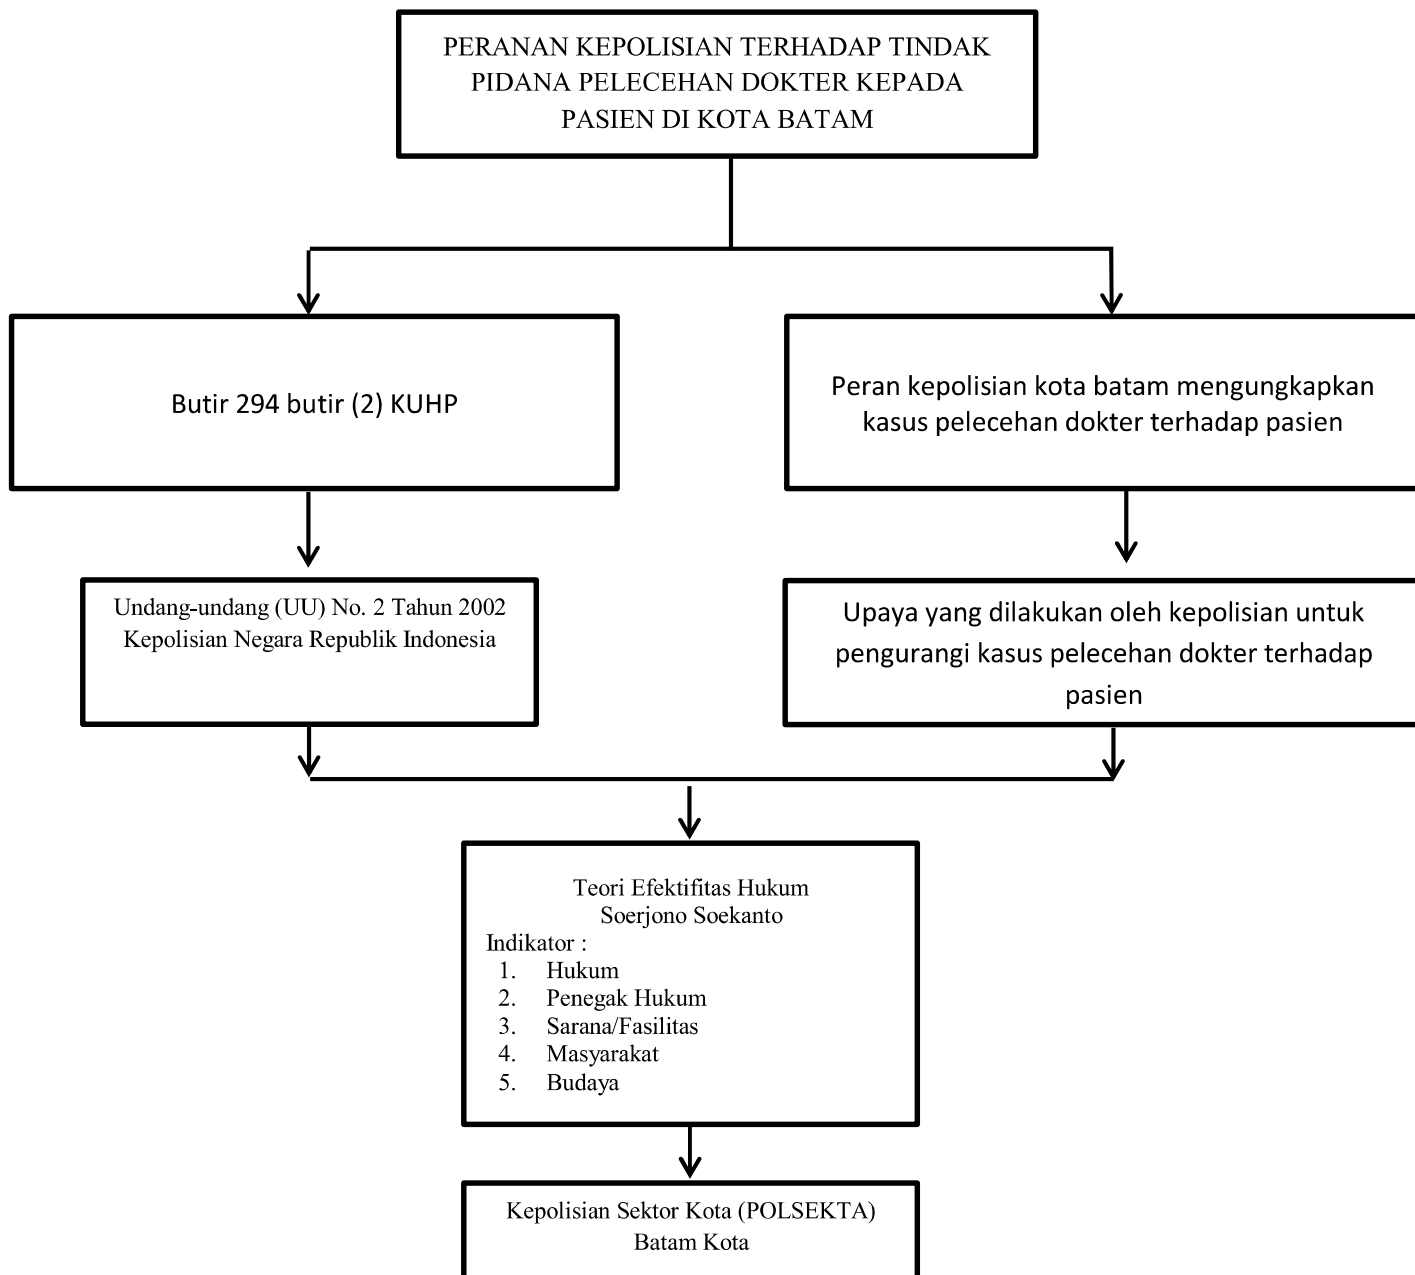 PERANAN KEPOLISIAN TERHADAP TINDAK
PIDANA PELECEHAN DOKTER KEPADA
PASIEN DI KOTA BATAM
Butir 294 butir (2) KUHP
Peran kepolisian kota batam mengungkapkan
kasus pelecehan dokter terhadap pasien
Undang-undang (UU) No. 2 Tahun 2002
Kepolisian Negara Republik Indonesia
Upaya yang dilakukan oleh kepolisian untuk
pengurangi kasus pelecehan dokter terhadap
pasien
Teori Efektifitas Hukum
Soerjono Soekanto
Indikator :
1. Hukum
2. Penegak Hukum
3. Sarana/Fasilitas
4. Masyarakat
5. Budaya
Kepolisian Sektor Kota (POLSEKTA)
Batam Kota